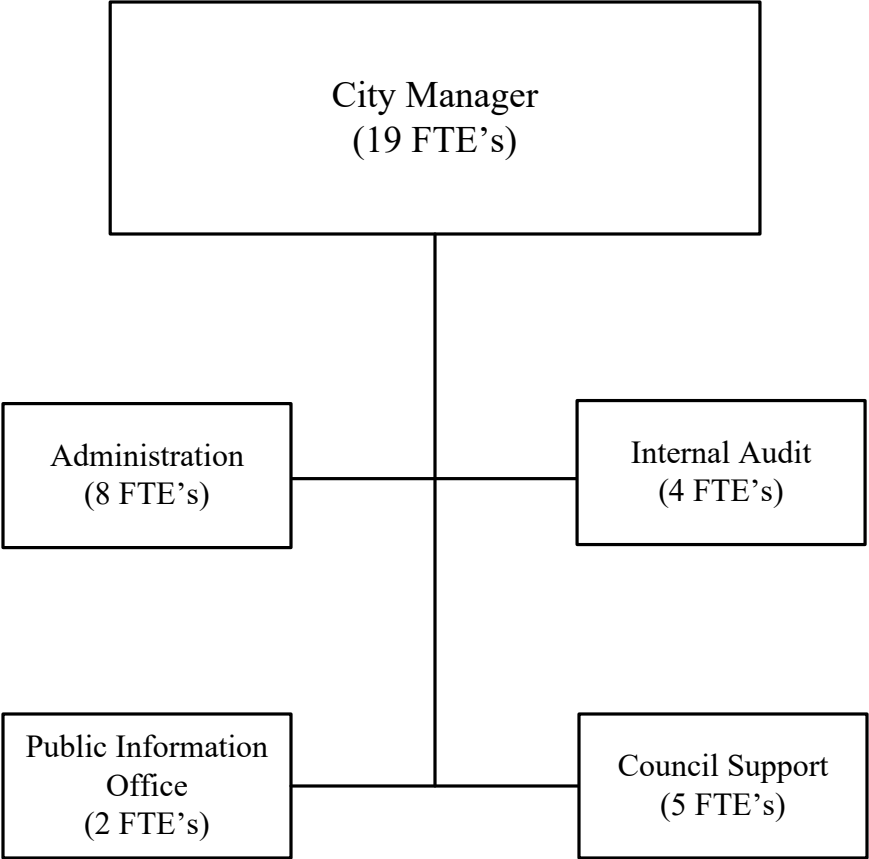 City Manager
(19 FTE’s)
Administration
(8 FTE’s)
Internal Audit
(4 FTE’s)
Public Information
Office
(2 FTE’s)
Council Support
(5 FTE’s)